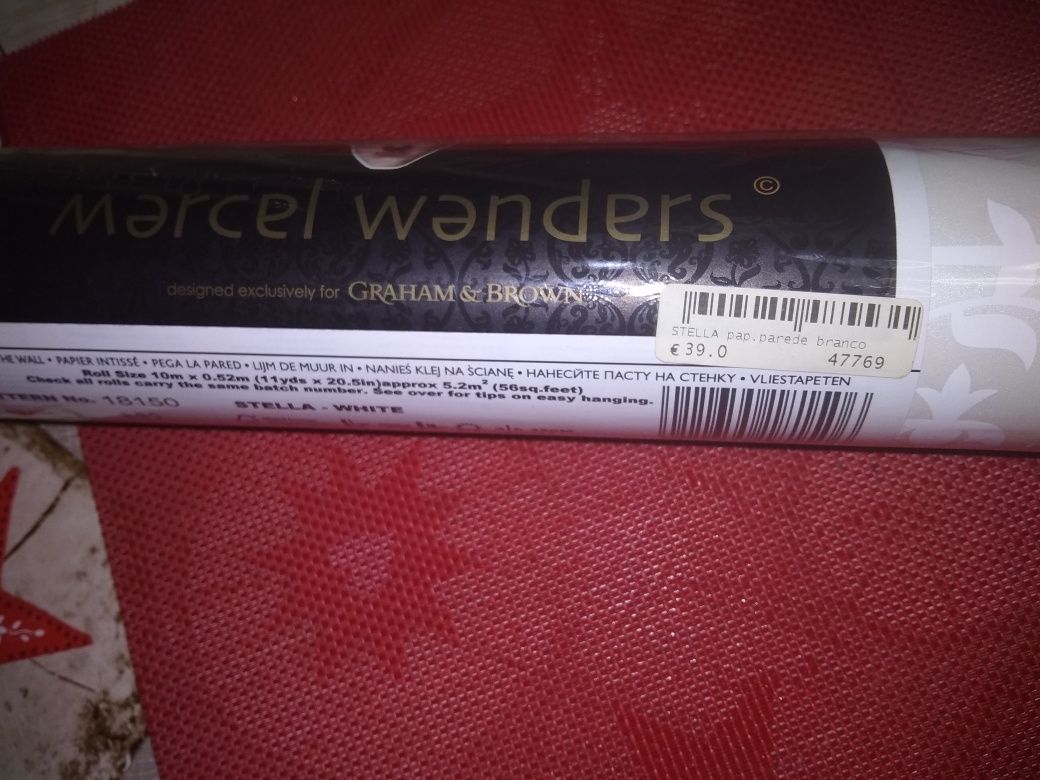 marcel wanders ©
designed exclusively for GRAHAM & BROWN
STELLA pap.parede branco
€39.0 47769
THE WALL • PAPIER INTISSÉ • PEGA LA PARED • LIJM DE MUUR IN • NANIEŚ KLEJ NA ŚCIANĘ • НАНЕСЙТЕ ПАСТУ НА СТЕНКУ • VLIESTAPETEN
Roll Size 10m x 0.52m (11yds x 20.5in)approx 5.2m² (56sq.feet)
Check all rolls carry the same batch number. See over for tips on easy hanging.
No. 18150 STELLA - WHITE